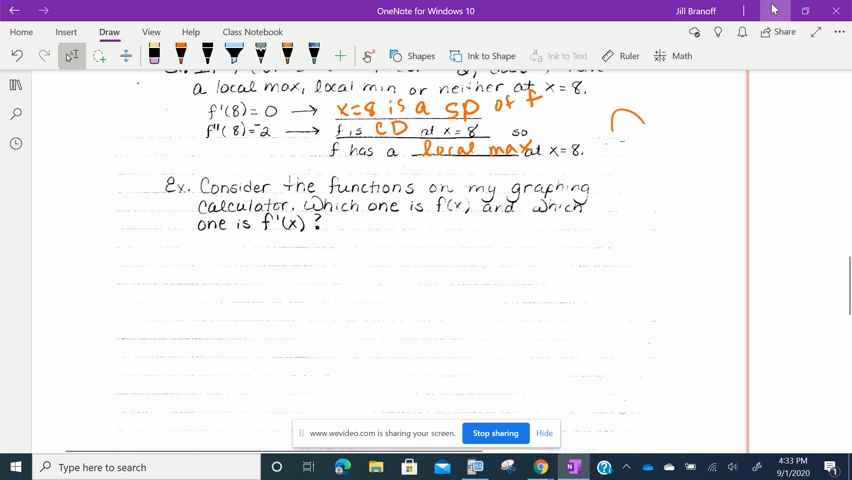 OneNote for Windows 10
Jill Branoff
Home Insert Draw View Help Class Notebook
Share
Shapes Ink to Shape Ink to Text Ruler Math
a local max, local min or neither at x = 8.
f'(8) = 0 → x=8 is a SP of f
f"(8) = -2 → f is CD at x = 8 so
f has a local max at x = 8.
Ex. Consider the functions on my graphing
calculator. Which one is f(x) and which
one is f'(x)?
www.wevideo.com is sharing your screen. Stop sharing Hide
Type here to search
4:33 PM
9/1/2020